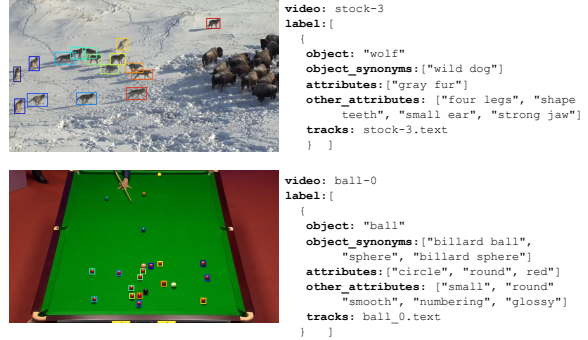 video: stock-3
label:[
{
object: "wolf"
object_synonyms:["wild dog"]
attributes:["gray fur"]
other_attributes: ["four legs", "shape
teeth", "small ear", "strong jaw"]
tracks: stock-3.text
} ]
video: ball-0
label:[
{
object: "ball"
object_synonyms:["billard ball",
"sphere", "billard sphere"]
attributes:["circle", "round", red"]
other_attributes: ["small", "round"
"smooth", "numbering", "glossy"]
tracks: ball_0.text
} ]